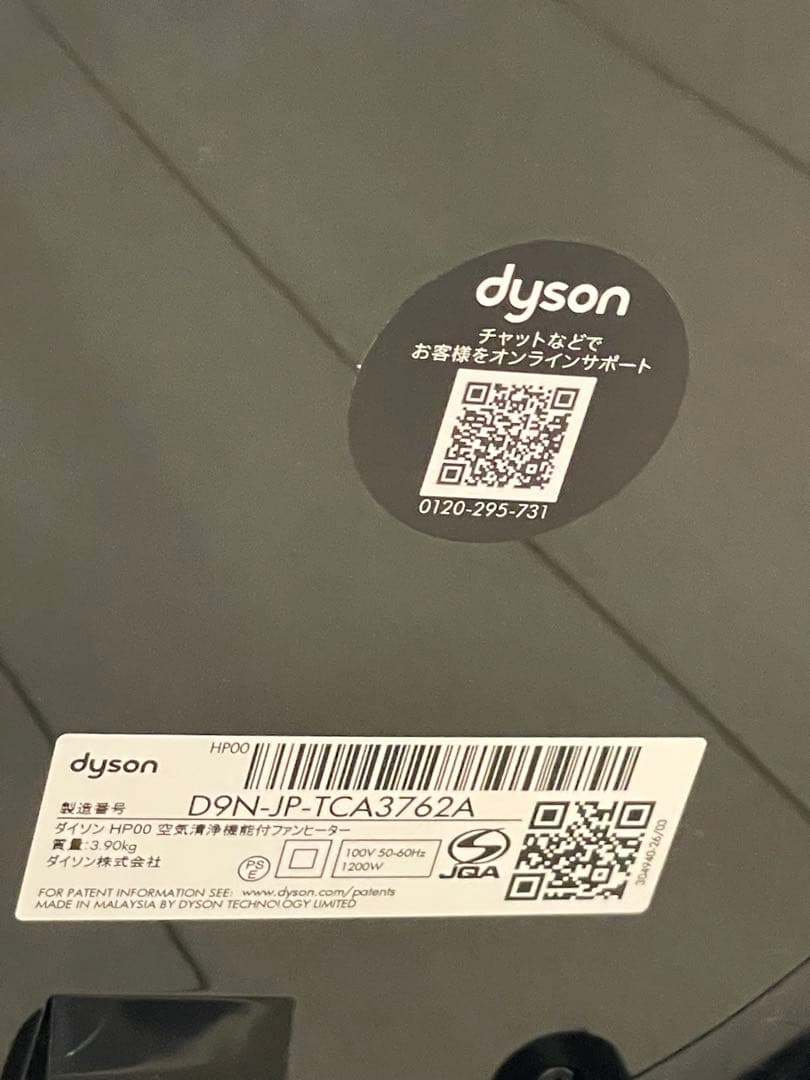 dyson
チャットなどで
お客様をオンラインサポート
0120-295-731
dyson
HP00
製造番号 D9N-JP-TCA3762A
ダイソン HP00 空気清浄機能付ファンヒーター
質量:3.90kg
ダイソン株式会社
PS
E
100V 50-60Hz
1200W
JQA
304940-26/03
FOR PATENT INFORMATION SEE: www.dyson.com/patents
MADE IN MALAYSIA BY DYSON TECHNOLOGY LIMITED